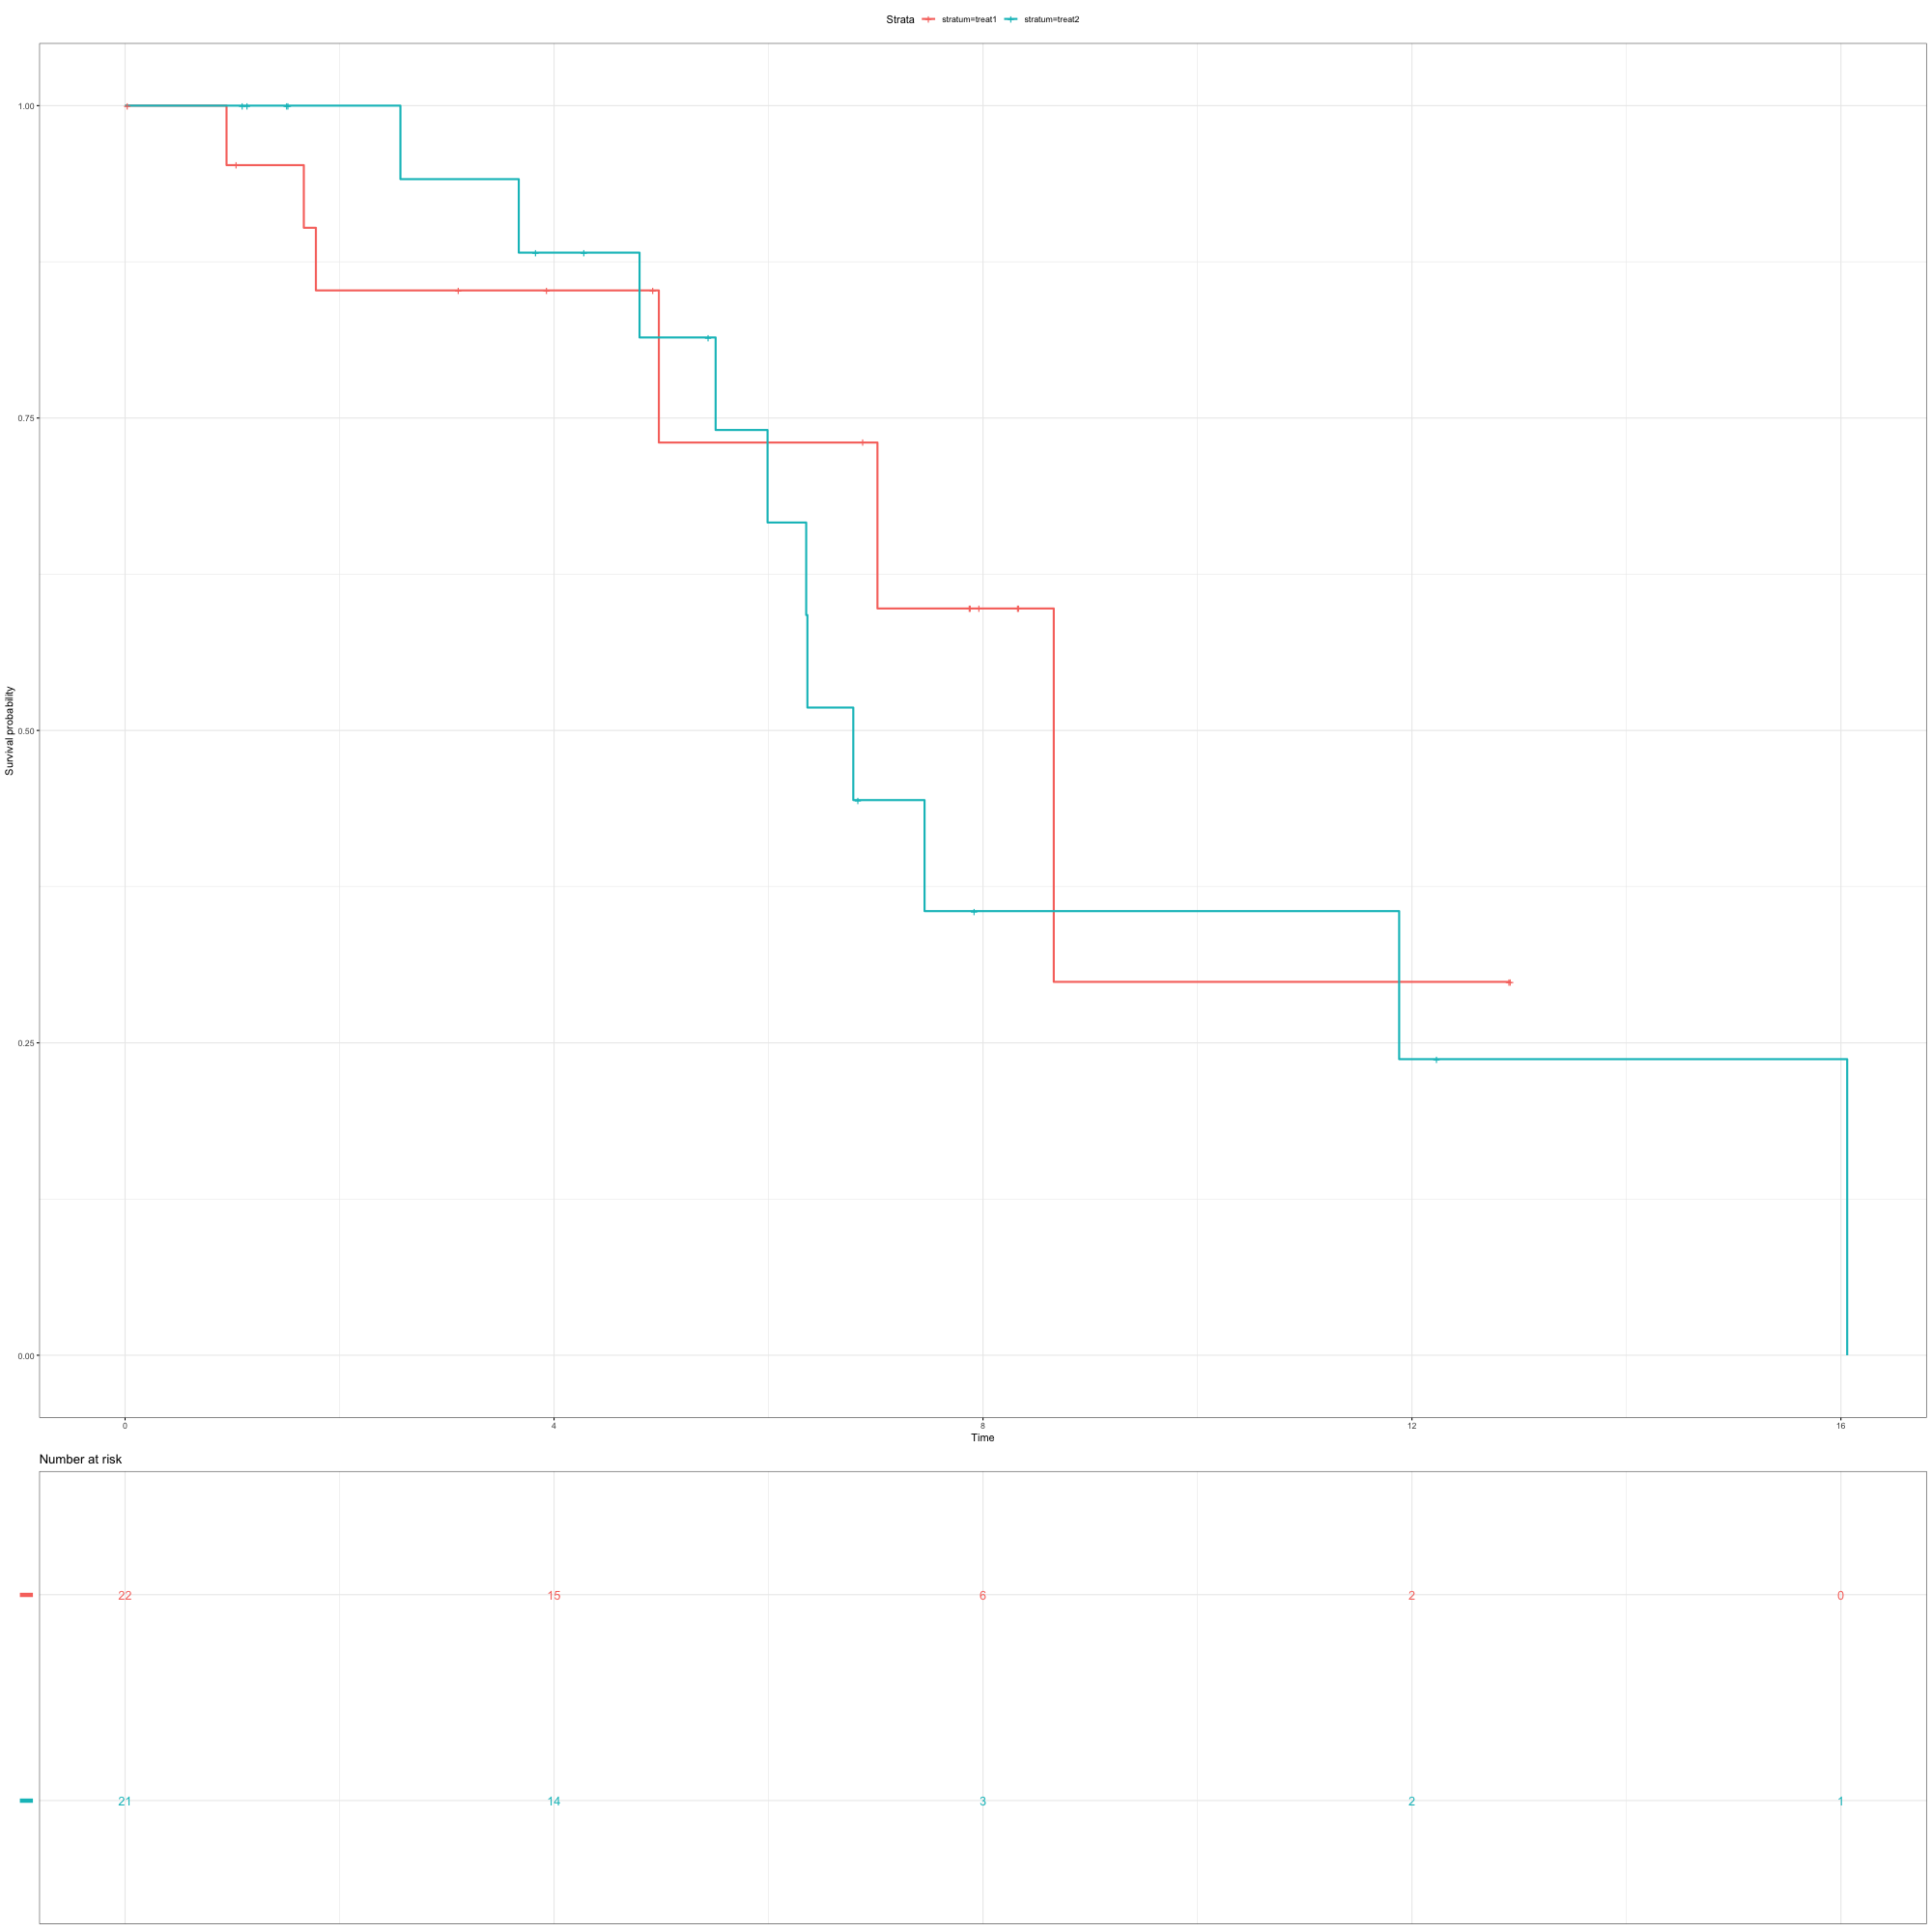 Strata stratum=treat1 stratum=treat2
1.00
0.75
0.50
0.25
0.00
Survival probability
0 4 8 12 16
Time
Number at risk
22 15 6 2 0
21 14 3 2 1